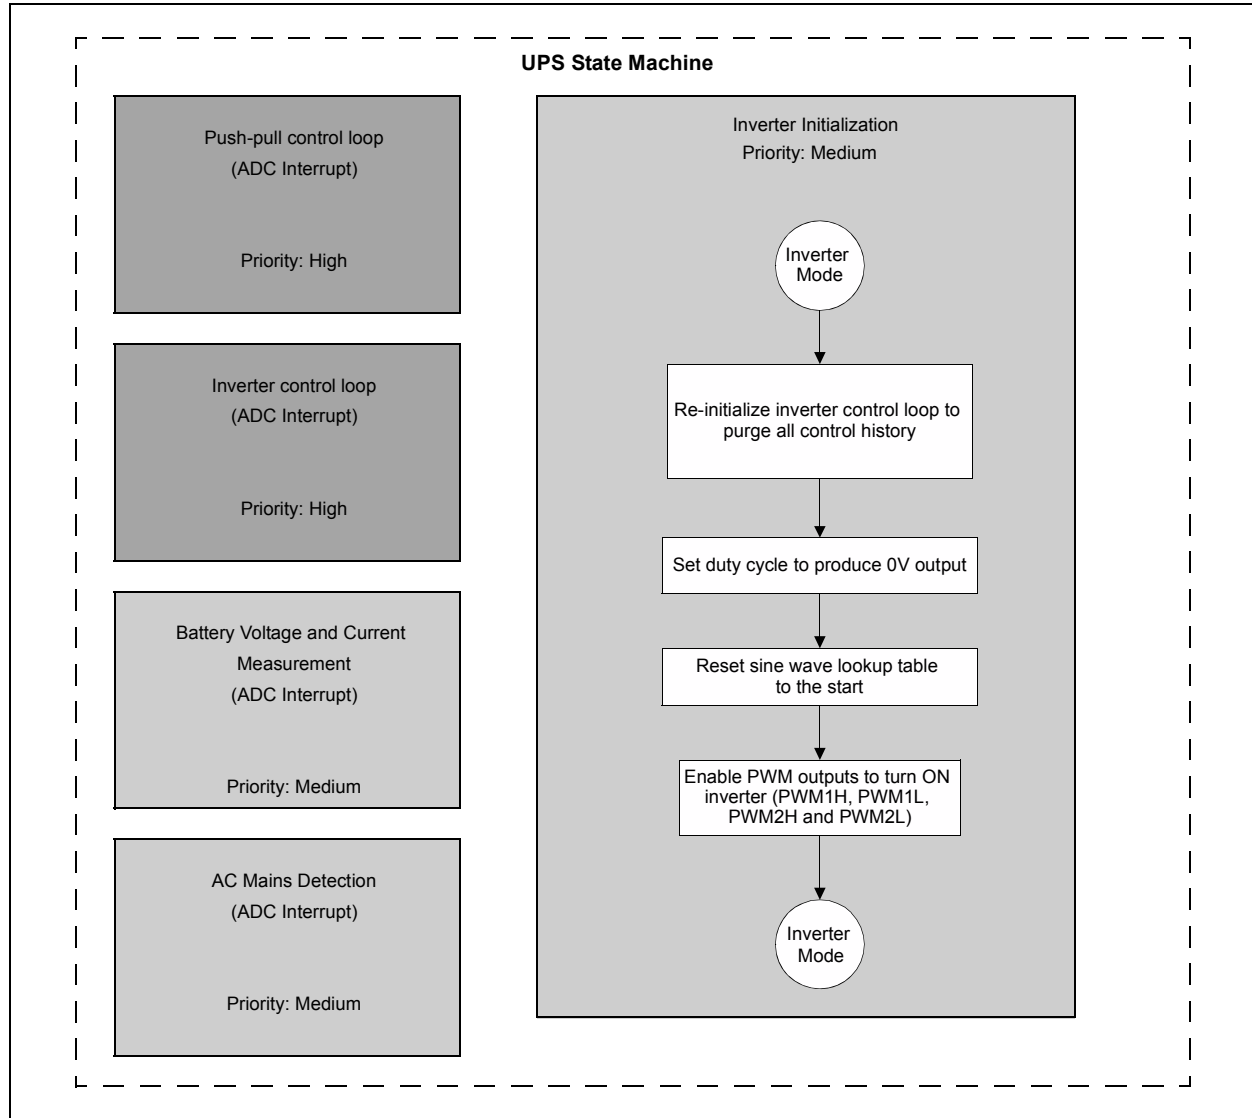 UPS State Machine
Push-pull control loop
(ADC Interrupt)
Priority: High
Inverter control loop
(ADC Interrupt)
Priority: High
Battery Voltage and Current
Measurement
(ADC Interrupt)
Priority: Medium
AC Mains Detection
(ADC Interrupt)
Priority: Medium
Inverter Initialization
Priority: Medium
Inverter
Mode
Re-initialize inverter control loop to
purge all control history
Set duty cycle to produce 0V output
Reset sine wave lookup table
to the start
Enable PWM outputs to turn ON
inverter (PWM1H, PWM1L,
PWM2H and PWM2L)
Inverter
Mode